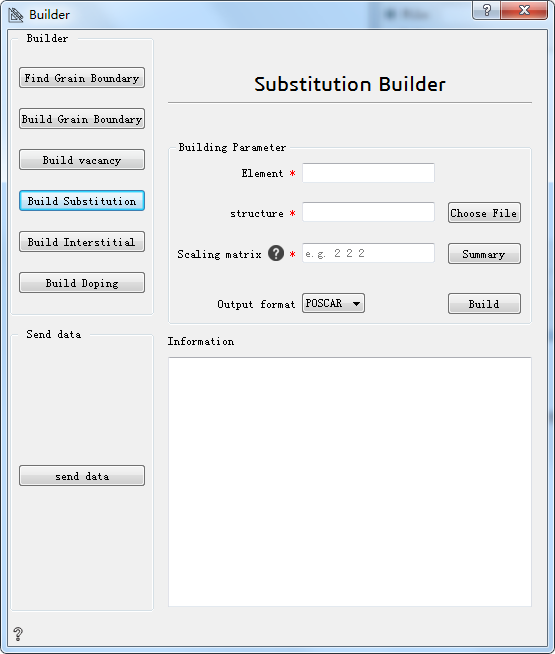 Builder
Builder
Find Grain Boundary
Build Grain Boundary
Build vacancy
Build Substitution
Build Interstitial
Build Doping
Send data
send data
Substitution Builder
Building Parameter
Element *
structure * Choose File
Scaling matrix ? * e.g. 2 2 2 Summary
Output format POSCAR Build
Information
?